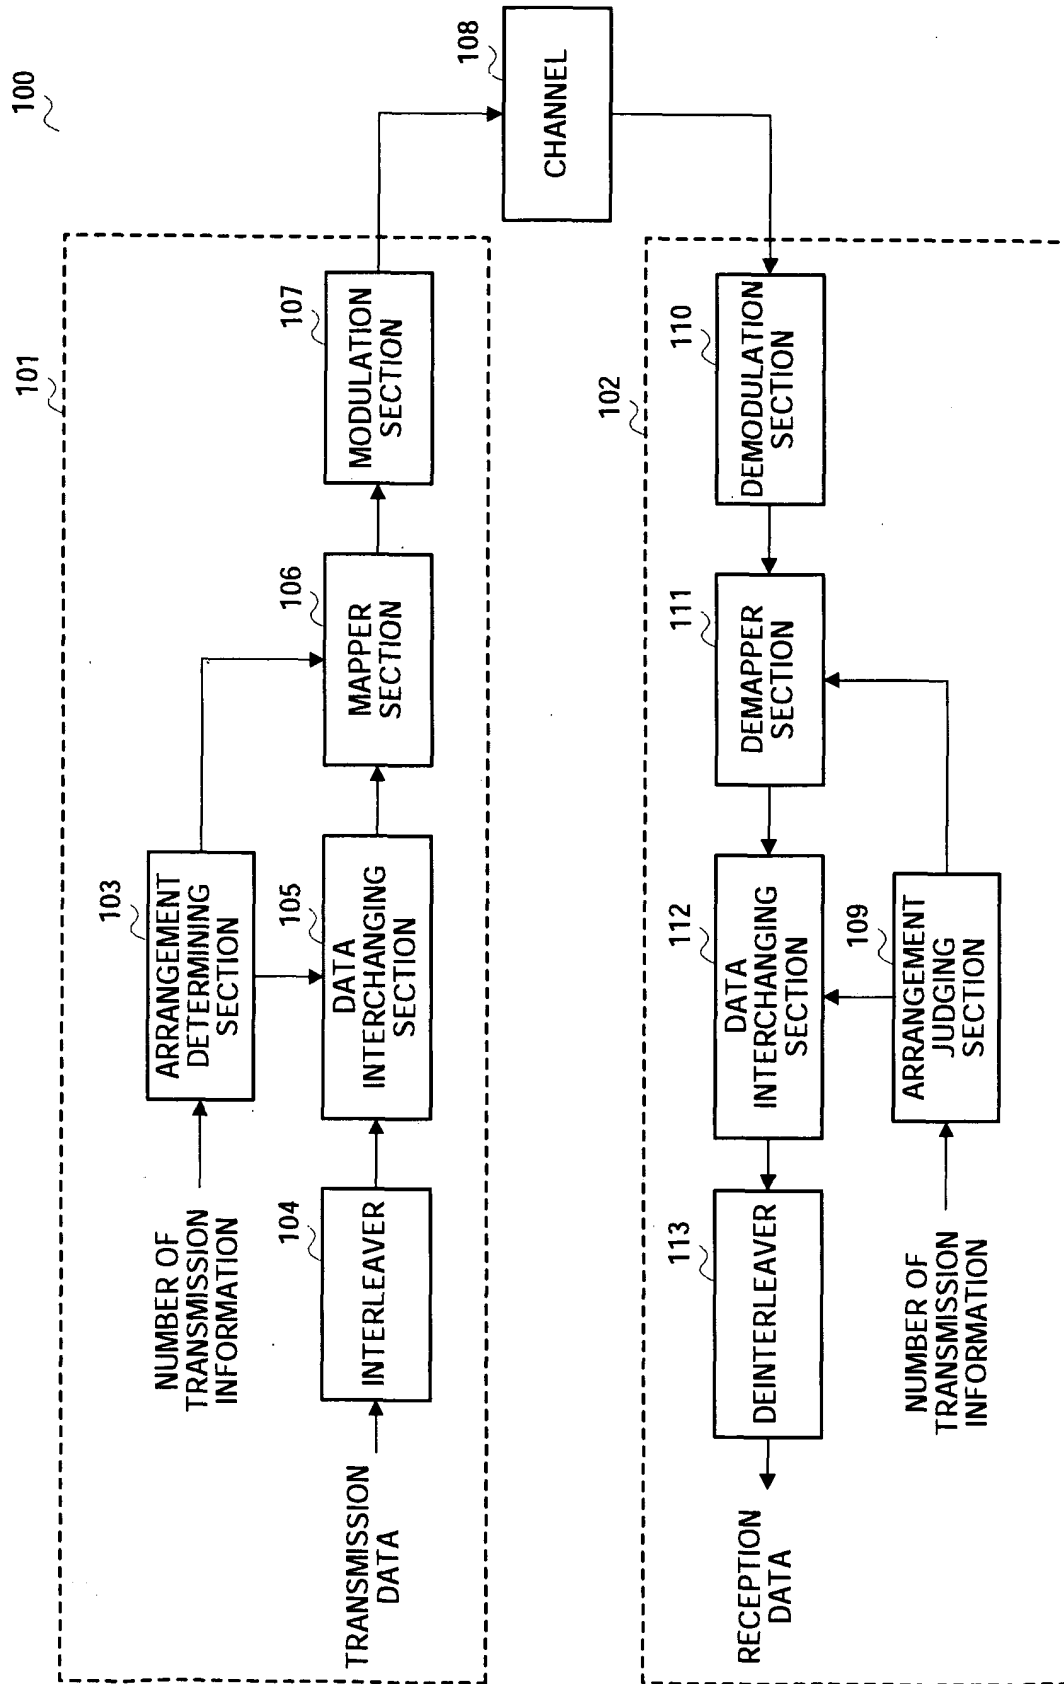 100
101
NUMBER OF
TRANSMISSION
INFORMATION
103
ARRANGEMENT
DETERMINING
SECTION
TRANSMISSION
DATA
104
INTERLEAVER
105
DATA
INTERCHANGING
SECTION
106
MAPPER
SECTION
107
MODULATION
SECTION
108
CHANNEL
102
110
DEMODULATION
SECTION
111
DEMAPPER
SECTION
112
DATA
INTERCHANGING
SECTION
113
DEINTERLEAVER
RECEPTION
DATA
109
ARRANGEMENT
JUDGING
SECTION
NUMBER OF
TRANSMISSION
INFORMATION